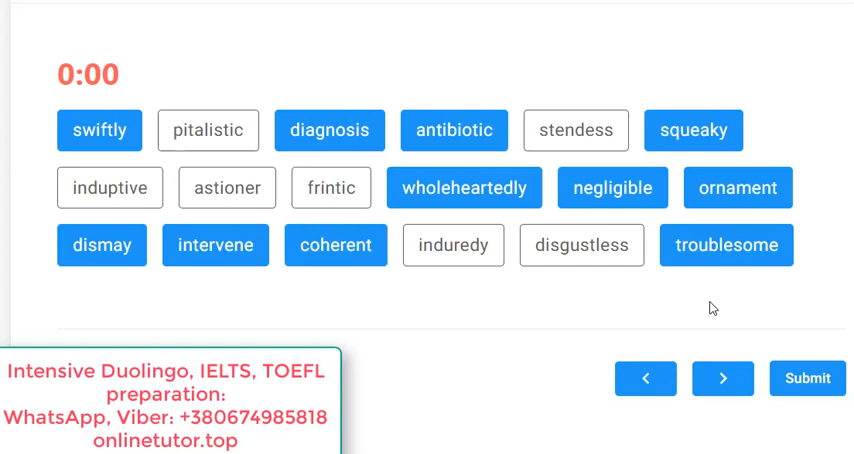 0:00
swiftly pitalistic diagnosis antibiotic stendess squeaky
induptive astioner frintic wholeheartedly negligible ornament
dismay intervene coherent induredy disgustless troublesome
Submit
Intensive Duolingo, IELTS, TOEFL
preparation:
WhatsApp, Viber: +380674985818
onlinetutor.top